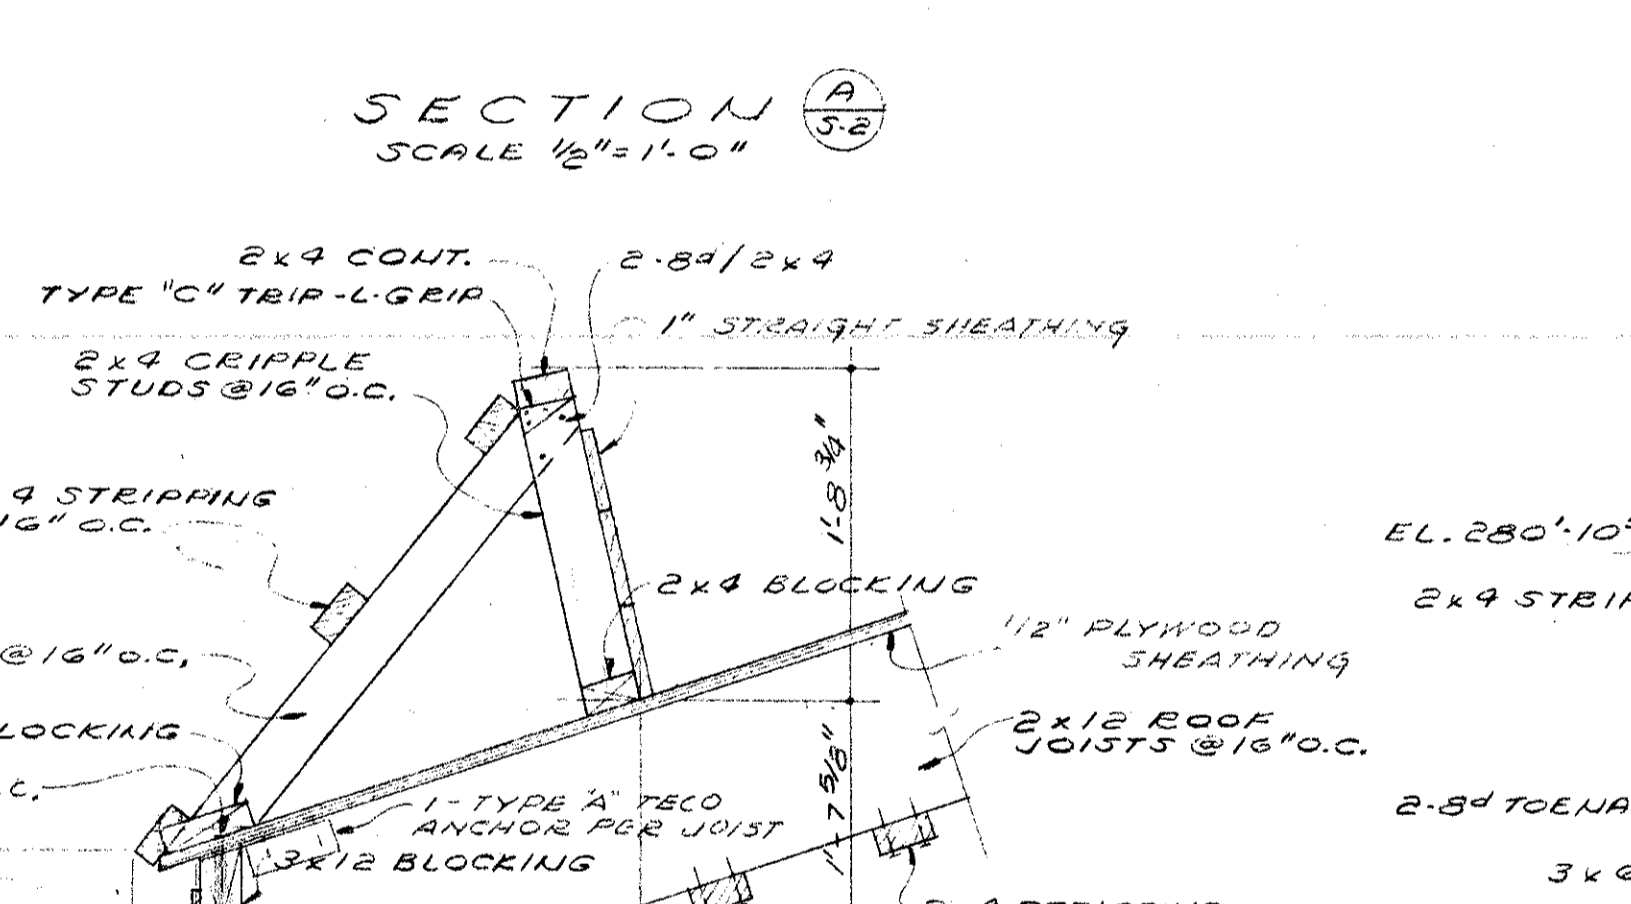 SECTION A
S-2
SCALE 1/2"=1'-0"
2x4 CONT.
2-8d/2x4
TYPE "C" TRIP-L-GRIP
1" STRAIGHT SHEATHING
2x4 CRIPPLE
STUDS @16"O.C.
1'-8 3/4"
4 STRIPPING
16" O.C.
EL. 280'-10
2x4 BLOCKING
2x4 STRIP
1/2" PLYWOOD
SHEATHING
@16"O.C.
2x12 ROOF
JOISTS @16"O.C.
LOCKING
.C.
1'-7 5/8"
1-TYPE "A" TECO
ANCHOR PER JOIST
3x12 BLOCKING
2-8d TOENA
3x6